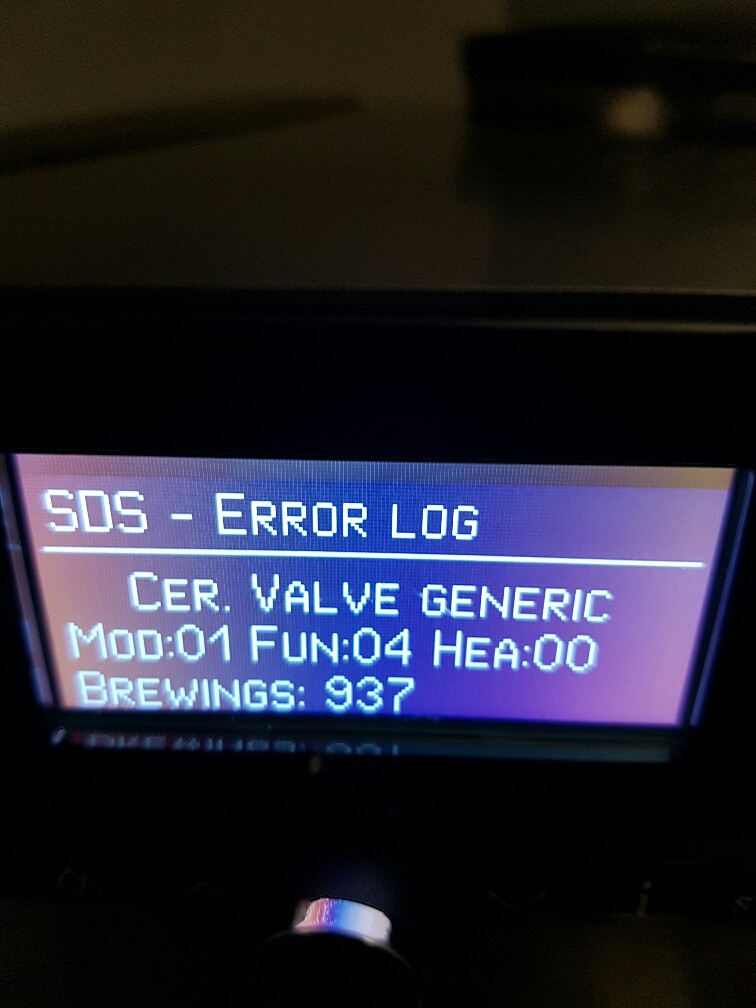 SDS - ERROR LOG
CER. VALVE GENERIC
MOD:01 FUN:04 HEA:00
BREWINGS: 937
i